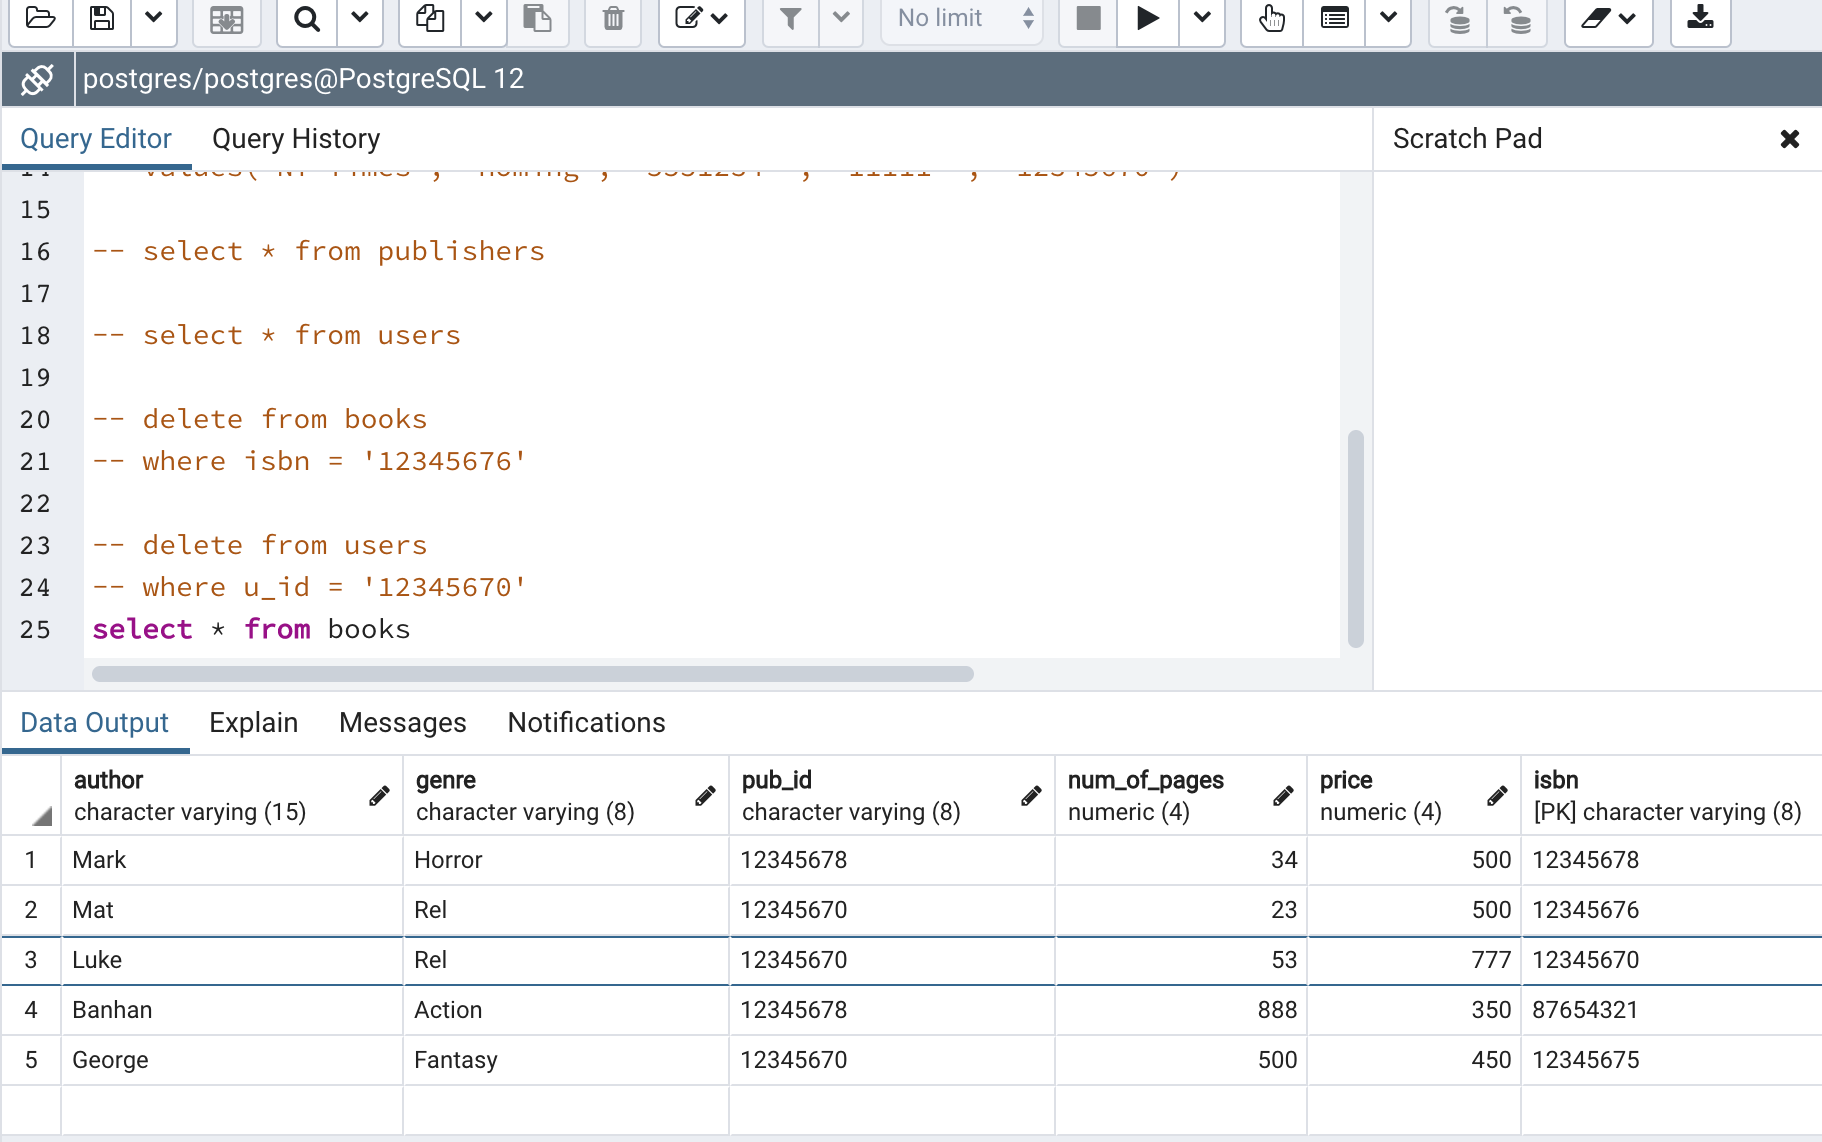 No limit
postgres/postgres@PostgreSQL 12
Query Editor Query History Scratch Pad
15
16 -- select * from publishers
17
18 -- select * from users
19
20 -- delete from books
21 -- where isbn = '12345676'
22
23 -- delete from users
24 -- where u_id = '12345670'
25 select * from books
Data Output Explain Messages Notifications
author genre pub_id num_of_pages price isbn
character varying (15) character varying (8) character varying (8) numeric (4) numeric (4) [PK] character varying (8)
1 Mark Horror 12345678 34 500 12345678
2 Mat Rel 12345670 23 500 12345676
3 Luke Rel 12345670 53 777 12345670
4 Banhan Action 12345678 888 350 87654321
5 George Fantasy 12345670 500 450 12345675